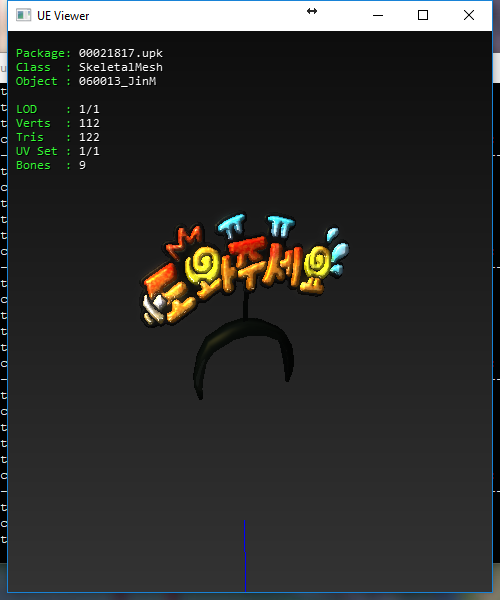 UE Viewer
Package: 00021817.upk
Class : SkeletalMesh
Object : 060013_JinM
LOD : 1/1
Verts : 112
Tris : 122
UV Set : 1/1
Bones : 9
ㅠ ㅠ
도와주세요